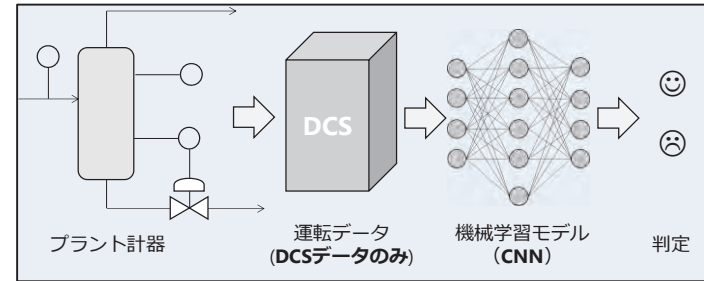 DCS
プラント計器
運転データ
(DCSデータのみ)
機械学習モデル
（CNN）
判定